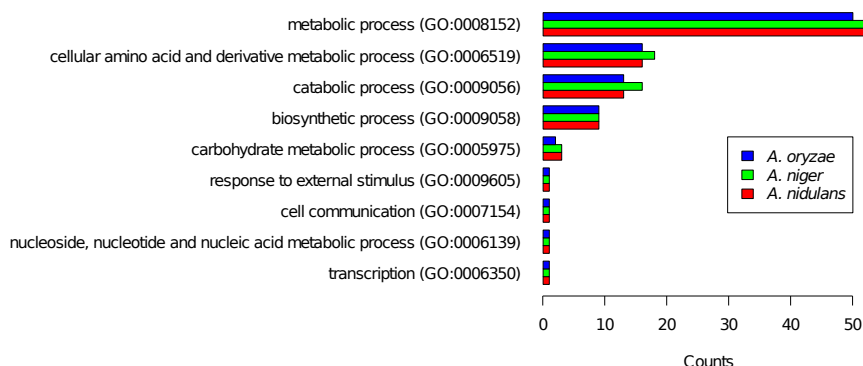 metabolic process (GO:0008152)
cellular amino acid and derivative metabolic process (GO:0006519)
catabolic process (GO:0009056)
biosynthetic process (GO:0009058)
carbohydrate metabolic process (GO:0005975)
response to external stimulus (GO:0009605)
cell communication (GO:0007154)
nucleoside, nucleotide and nucleic acid metabolic process (GO:0006139)
transcription (GO:0006350)
A. oryzae
A. niger
A. nidulans
0 10 20 30 40 50
Counts